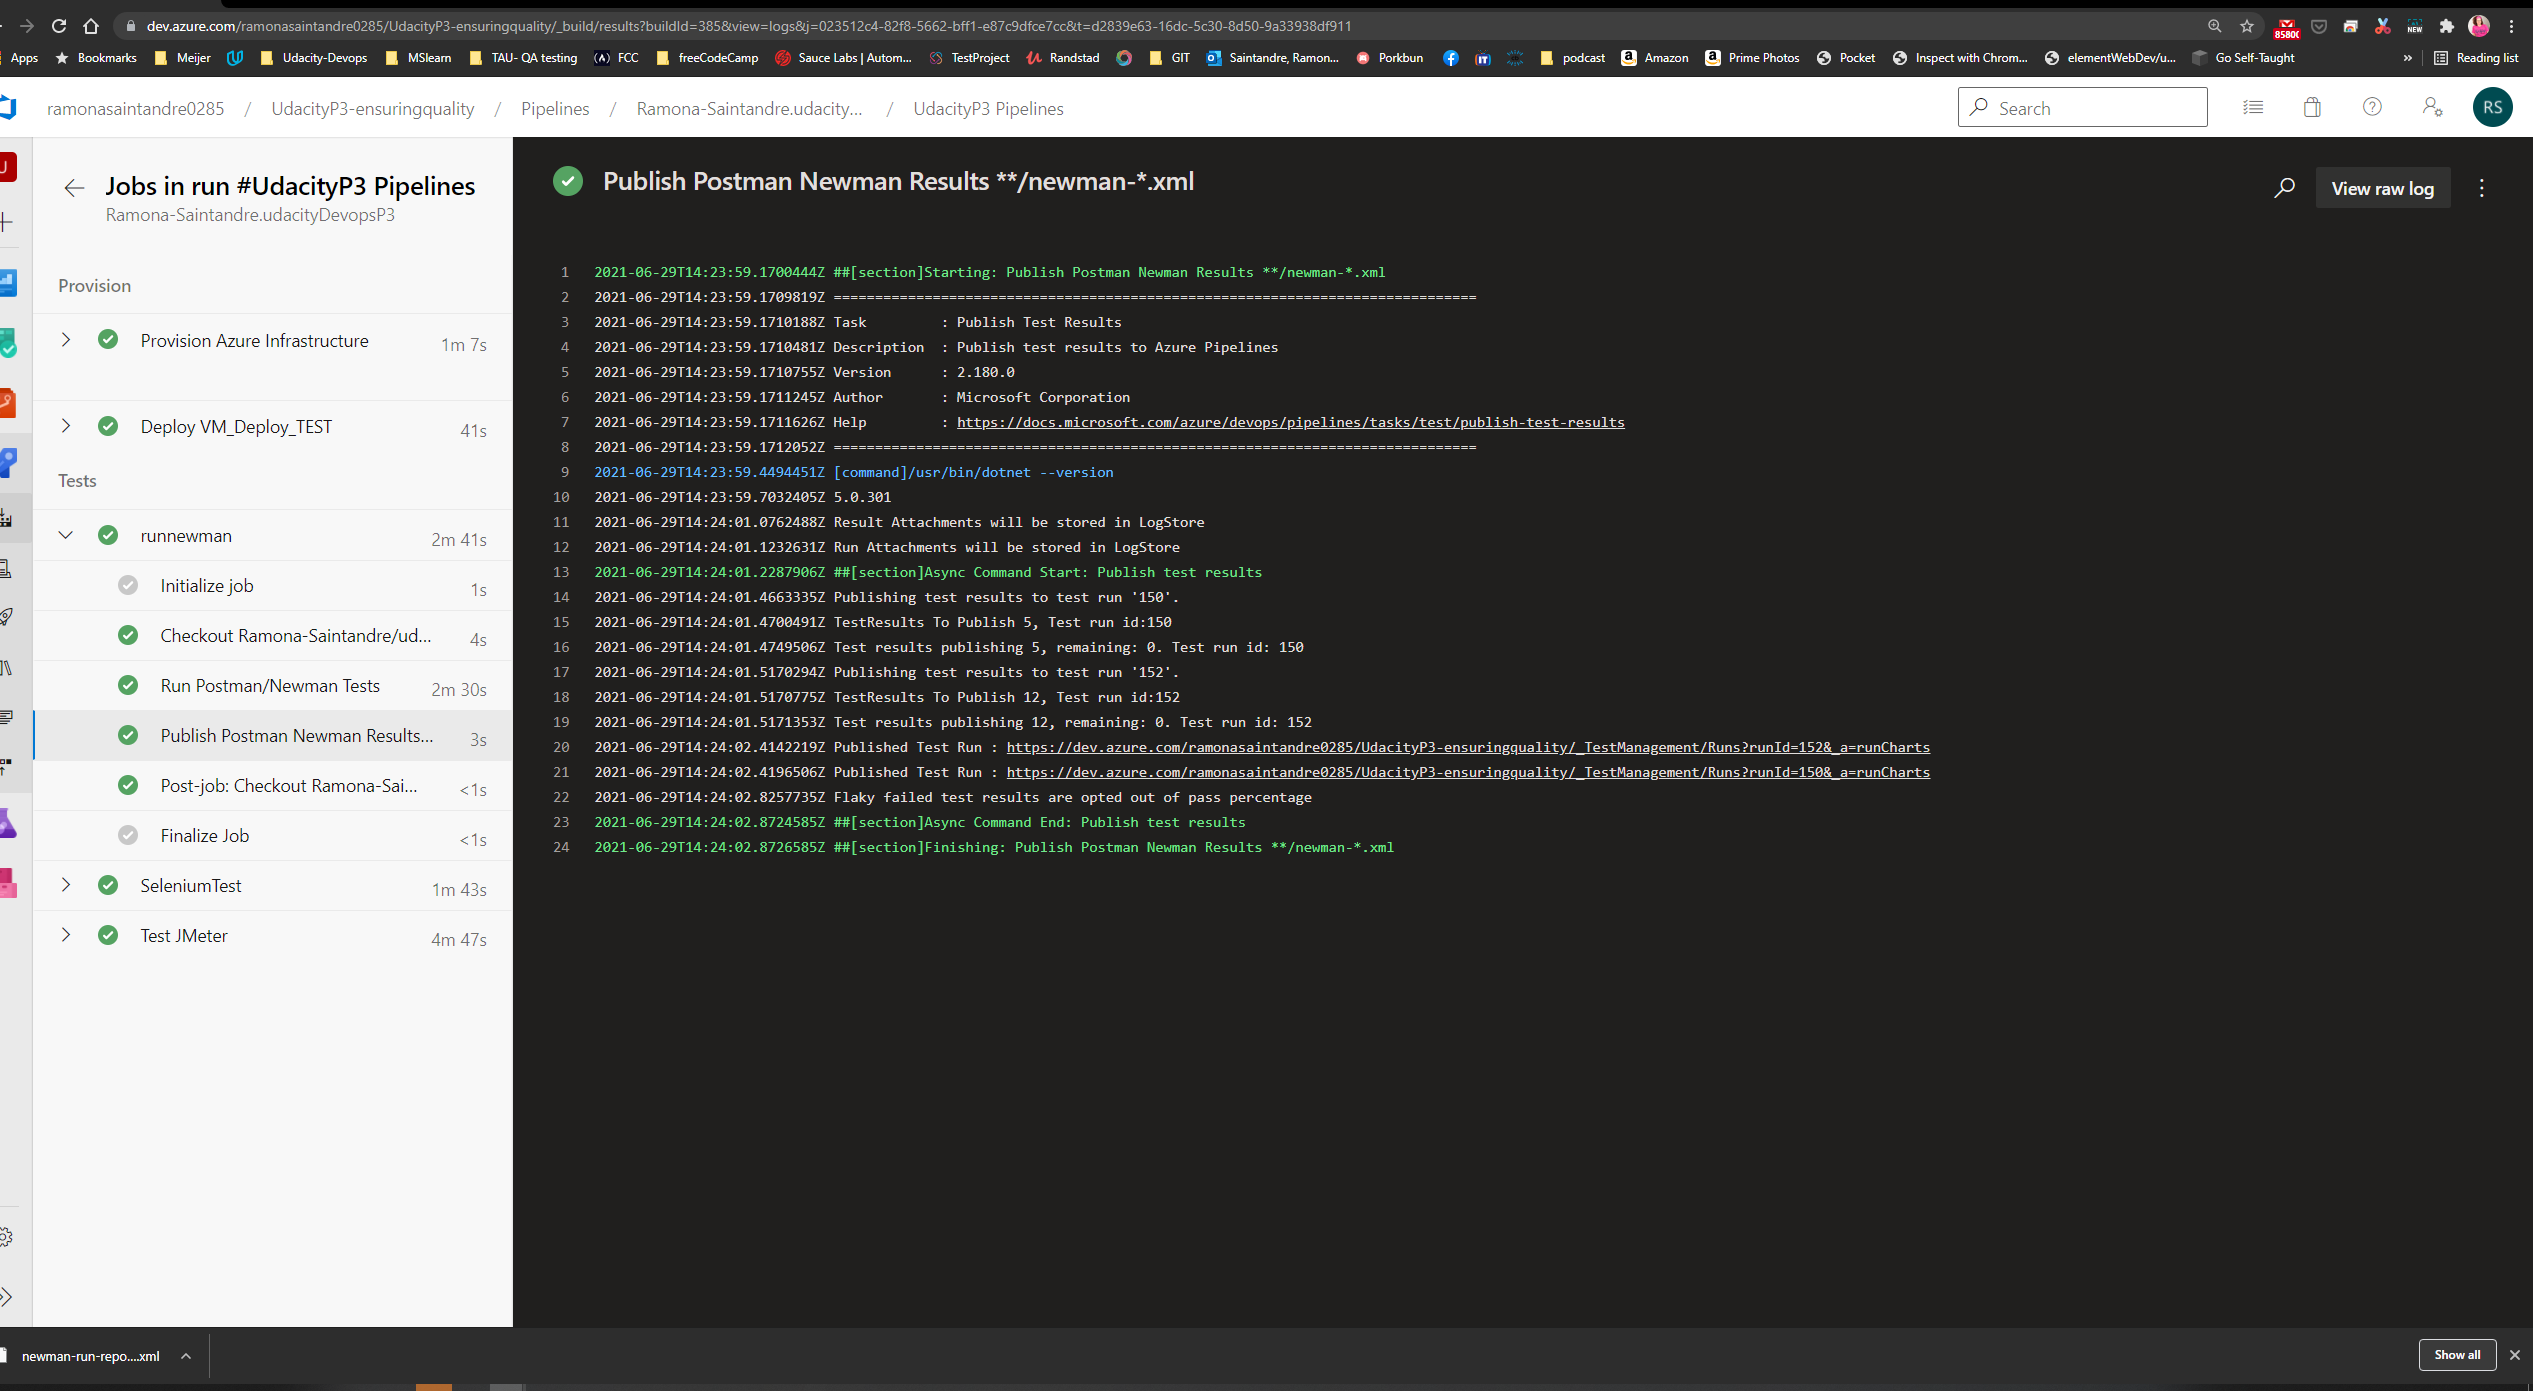 dev.azure.com/ramonasaintandre0285/UdacityP3-ensuringquality/_build/results?buildId=385&view=logs&j=023512c4-82f8-5662-bff1-e87c9dfce7cc&t=d2839e63-16dc-5c30-8d50-9a33938df911
8580(
NEW
Apps Bookmarks Meijer Udacity-Devops MSlearn TAU- QA testing FCC freeCodeCamp Sauce Labs | Autom... TestProject Randstad GIT Saintandre, Ramon... Porkbun podcast Amazon Prime Photos Pocket Inspect with Chrom... elementWebDev/u... Go Self-Taught » Reading list
ramonasaintandre0285 / UdacityP3-ensuringquality / Pipelines / Ramona-Saintandre.udacity... / UdacityP3 Pipelines
Search
RS
Jobs in run #UdacityP3 Pipelines
Ramona-Saintandre.udacityDevopsP3
Provision
Provision Azure Infrastructure 1m 7s
Deploy VM_Deploy_TEST 41s
Tests
runnewman 2m 41s
Initialize job 1s
Checkout Ramona-Saintandre/ud... 4s
Run Postman/Newman Tests 2m 30s
Publish Postman Newman Results... 3s
Post-job: Checkout Ramona-Sai... <1s
Finalize Job <1s
SeleniumTest 1m 43s
Test JMeter 4m 47s
Publish Postman Newman Results **/newman-*.xml
View raw log
1 2021-06-29T14:23:59.1700444Z ##[section]Starting: Publish Postman Newman Results **/newman-*.xml
2 2021-06-29T14:23:59.1709819Z ==============================================================================
3 2021-06-29T14:23:59.1710188Z Task : Publish Test Results
4 2021-06-29T14:23:59.1710481Z Description : Publish test results to Azure Pipelines
5 2021-06-29T14:23:59.1710755Z Version : 2.180.0
6 2021-06-29T14:23:59.1711245Z Author : Microsoft Corporation
7 2021-06-29T14:23:59.1711626Z Help : https://docs.microsoft.com/azure/devops/pipelines/tasks/test/publish-test-results
8 2021-06-29T14:23:59.1712052Z ==============================================================================
9 2021-06-29T14:23:59.4494451Z [command]/usr/bin/dotnet --version
10 2021-06-29T14:23:59.7032405Z 5.0.301
11 2021-06-29T14:24:01.0762488Z Result Attachments will be stored in LogStore
12 2021-06-29T14:24:01.1232631Z Run Attachments will be stored in LogStore
13 2021-06-29T14:24:01.2287906Z ##[section]Async Command Start: Publish test results
14 2021-06-29T14:24:01.4663335Z Publishing test results to test run '150'.
15 2021-06-29T14:24:01.4700491Z TestResults To Publish 5, Test run id:150
16 2021-06-29T14:24:01.4749506Z Test results publishing 5, remaining: 0. Test run id: 150
17 2021-06-29T14:24:01.5170294Z Publishing test results to test run '152'.
18 2021-06-29T14:24:01.5170775Z TestResults To Publish 12, Test run id:152
19 2021-06-29T14:24:01.5171353Z Test results publishing 12, remaining: 0. Test run id: 152
20 2021-06-29T14:24:02.4142219Z Published Test Run : https://dev.azure.com/ramonasaintandre0285/UdacityP3-ensuringquality/_TestManagement/Runs?runId=152&_a=runCharts
21 2021-06-29T14:24:02.4196506Z Published Test Run : https://dev.azure.com/ramonasaintandre0285/UdacityP3-ensuringquality/_TestManagement/Runs?runId=150&_a=runCharts
22 2021-06-29T14:24:02.8257735Z Flaky failed test results are opted out of pass percentage
23 2021-06-29T14:24:02.8724585Z ##[section]Async Command End: Publish test results
24 2021-06-29T14:24:02.8726585Z ##[section]Finishing: Publish Postman Newman Results **/newman-*.xml
newman-run-repo....xml
Show all